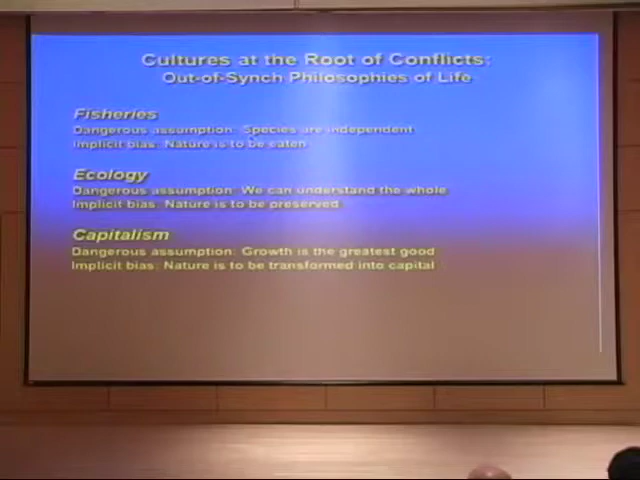 Cultures at the Root of Conflicts:
Out-of-Synch Philosophies of Life
Fisheries
Dangerous assumption: Species are independent
Implicit bias: Nature is to be eaten
Ecology
Dangerous assumption: We can understand the whole
Implicit bias: Nature is to be preserved
Capitalism
Dangerous assumption: Growth is the greatest good
Implicit bias: Nature is to be transformed into capital